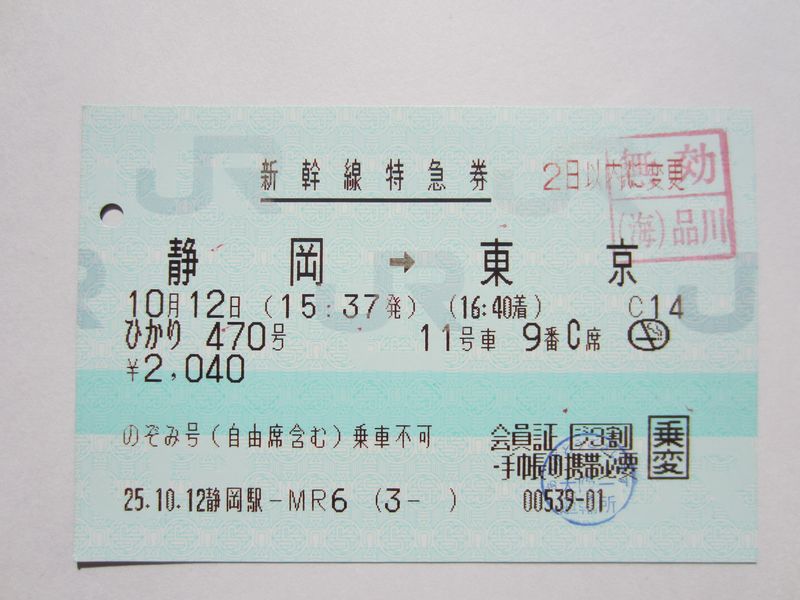 新幹線特急券 2日以内に変更
無効
(海)品川
静岡 → 東京
10月12日 (15:37発) (16:40着) C14
ひかり 470号 11号車 9番C席
¥2,040
のぞみ号(自由席含む)乗車不可 会員証 ジヨ割
乗変
・手帳の携帯必要
25.10.12静岡駅-MR6 (3- ) 00539-01
JR